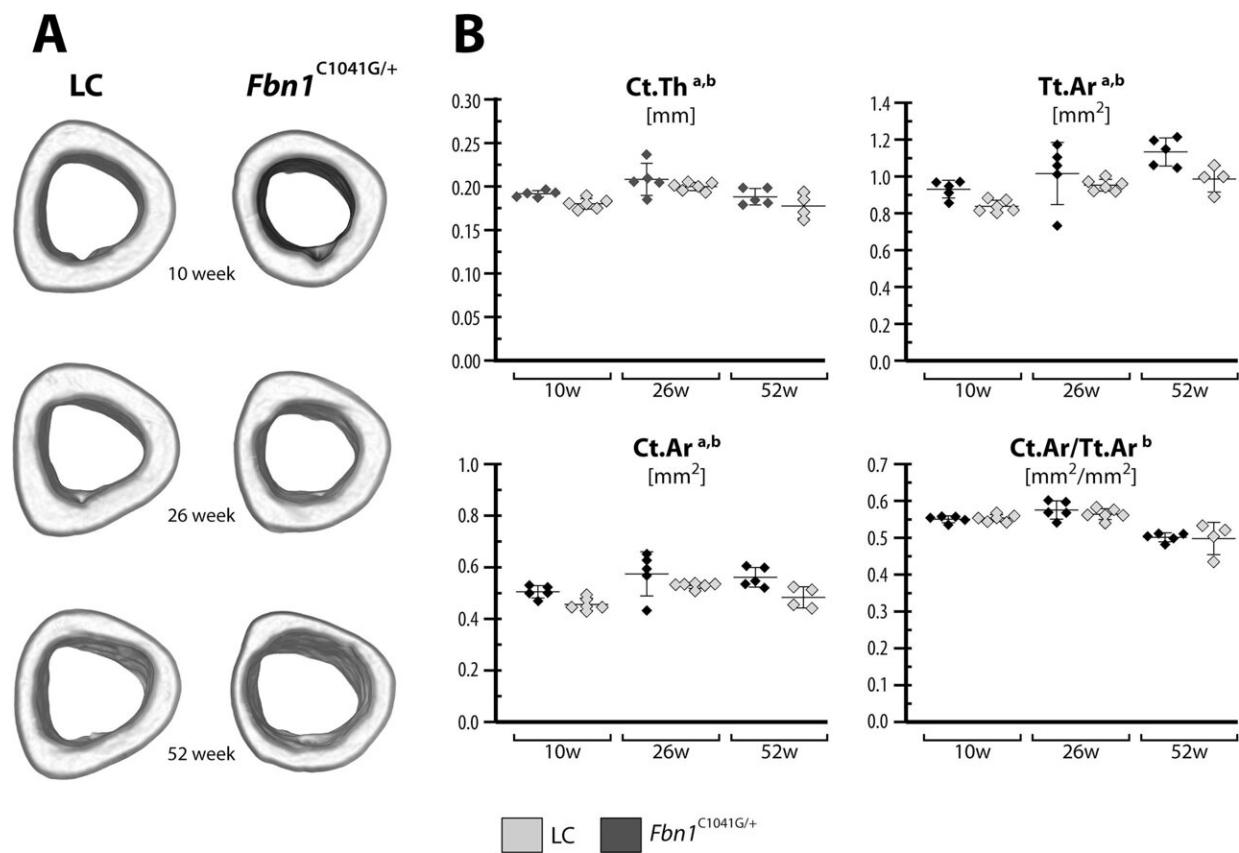 A
LC
Fbn1^C1041G/+
10 week
26 week
52 week
B
Ct.Th a,b
[mm]
0.30
0.25
0.20
0.15
0.10
0.05
0.00
10w 26w 52w
Tt.Ar a,b
[mm²]
1.4
1.2
1.0
0.8
0.6
0.4
0.2
0.0
10w 26w 52w
Ct.Ar a,b
[mm²]
1.0
0.8
0.6
0.4
0.2
0.0
10w 26w 52w
Ct.Ar/Tt.Ar b
[mm²/mm²]
0.7
0.6
0.5
0.4
0.3
0.2
0.1
0.0
10w 26w 52w
LC Fbn1^C1041G/+